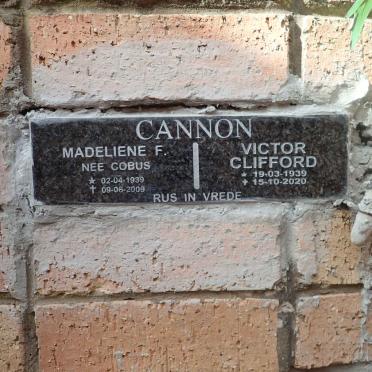 CANNON
MADELIENE F.
NEE COBUS
★ 02-04-1939
✝ 09-06-2009
VICTOR
CLIFFORD
★ 19-03-1939
✝ 15-10-2020
RUS IN VREDE